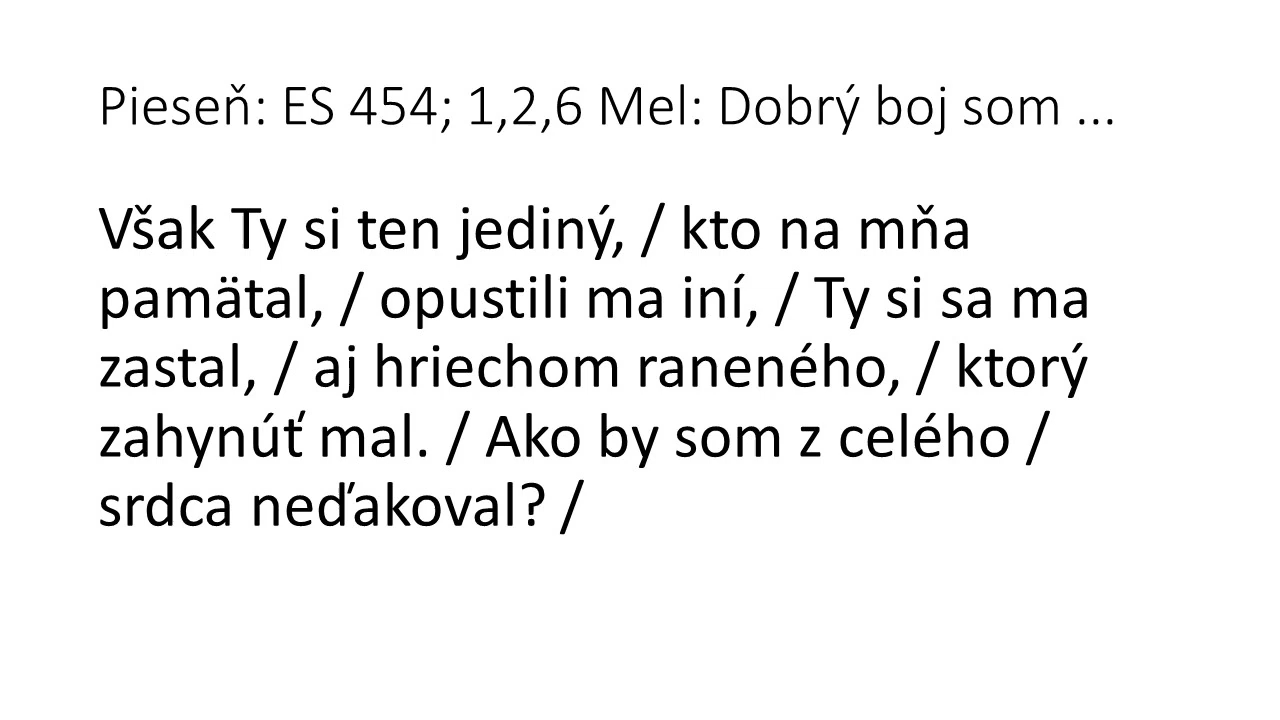 Pieseň: ES 454; 1,2,6 Mel: Dobrý boj som ...
Však Ty si ten jediný, / kto na mňa
pamätal, / opustili ma iní, / Ty si sa ma
zastal, / aj hriechom raneného, / ktorý
zahynúť mal. / Ako by som z celého /
srdca neďakoval? /